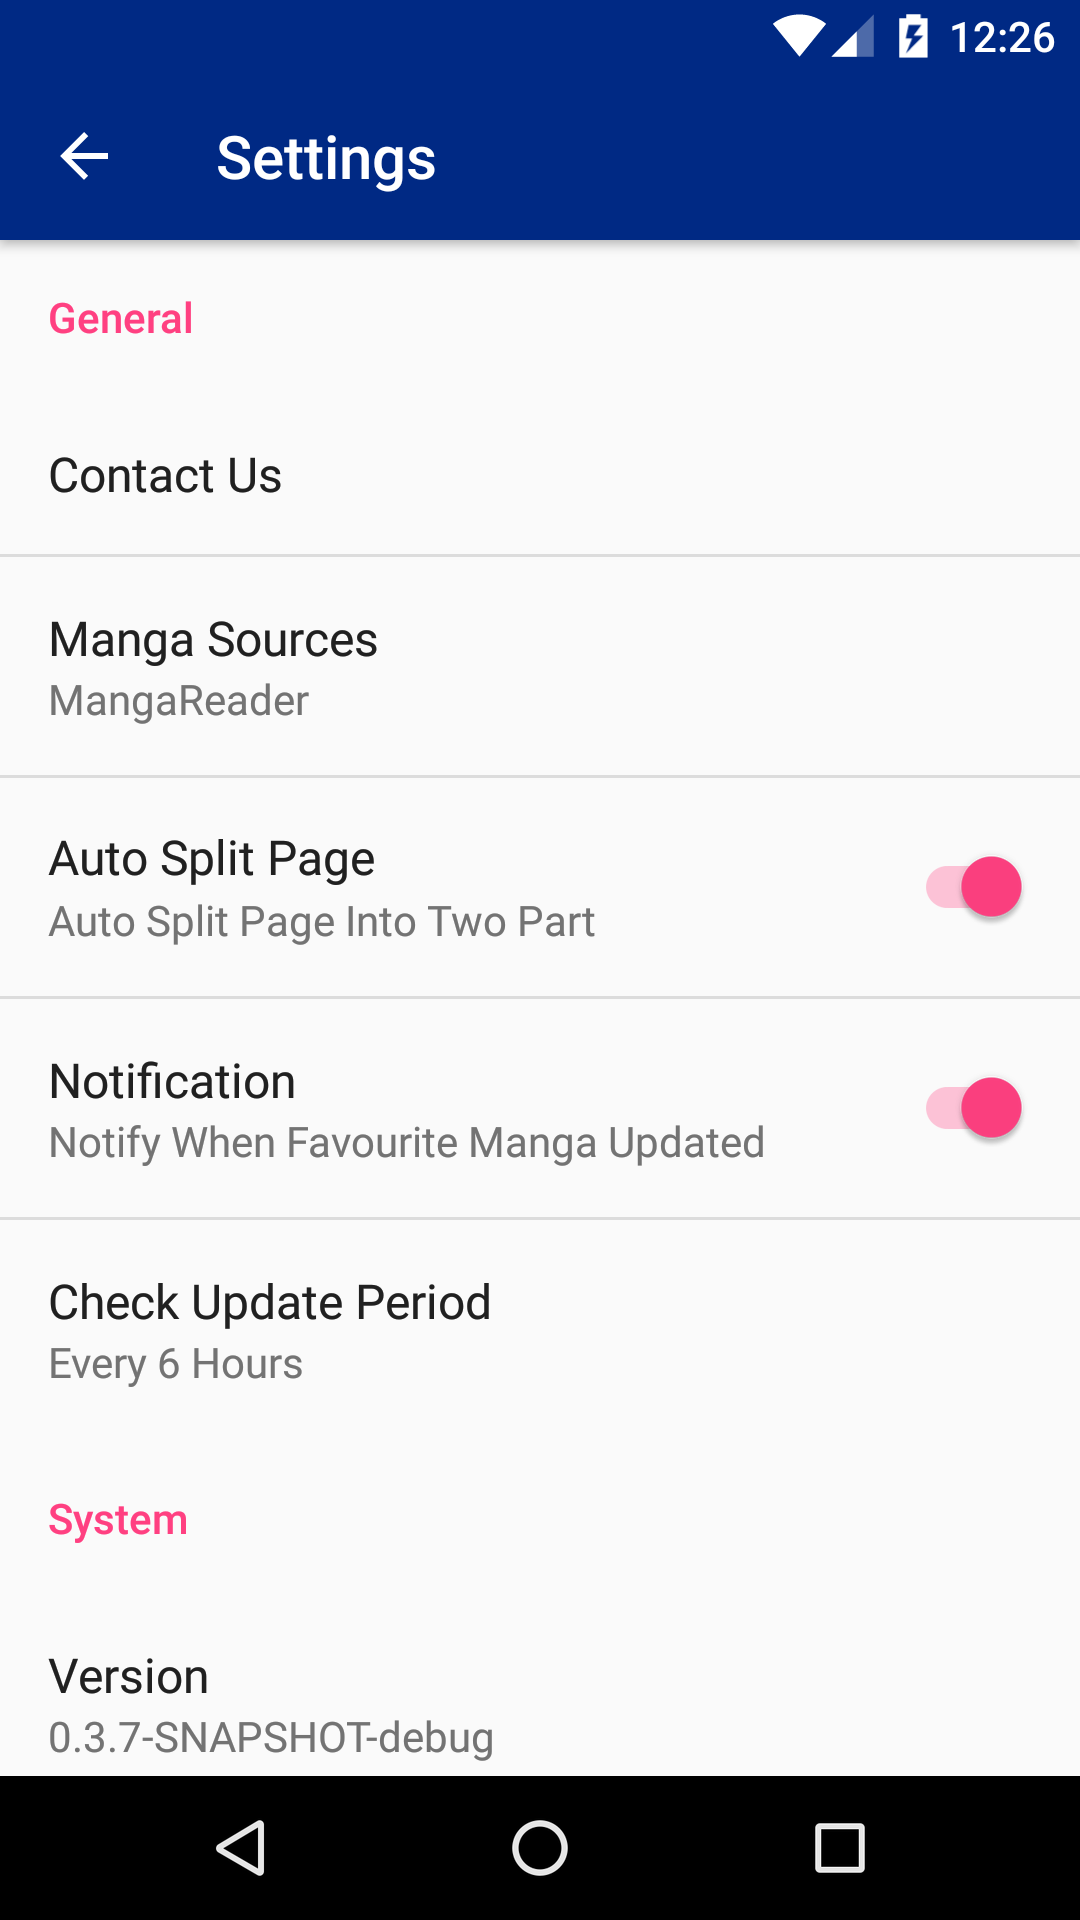 12:26
Settings
General
Contact Us
Manga Sources
MangaReader
Auto Split Page
Auto Split Page Into Two Part
Notification
Notify When Favourite Manga Updated
Check Update Period
Every 6 Hours
System
Version
0.3.7-SNAPSHOT-debug